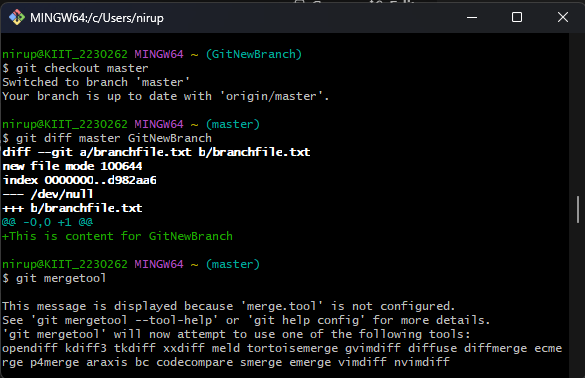 MINGW64:/c/Users/nirup
nirup@KIIT_2230262 MINGW64 ~ (GitNewBranch)
$ git checkout master
Switched to branch 'master'
Your branch is up to date with 'origin/master'.
nirup@KIIT_2230262 MINGW64 ~ (master)
$ git diff master GitNewBranch
diff --git a/branchfile.txt b/branchfile.txt
new file mode 100644
index 0000000..d982aa6
--- /dev/null
+++ b/branchfile.txt
@@ -0,0 +1 @@
+This is content for GitNewBranch
nirup@KIIT_2230262 MINGW64 ~ (master)
$ git mergetool
This message is displayed because 'merge.tool' is not configured.
See 'git mergetool --tool-help' or 'git help config' for more details.
'git mergetool' will now attempt to use one of the following tools:
opendiff kdiff3 tkdiff xxdiff meld tortoisemerge gvimdiff diffuse diffmerge ecme
rge p4merge araxis bc codecompare smerge emerge vimdiff nvimdiff